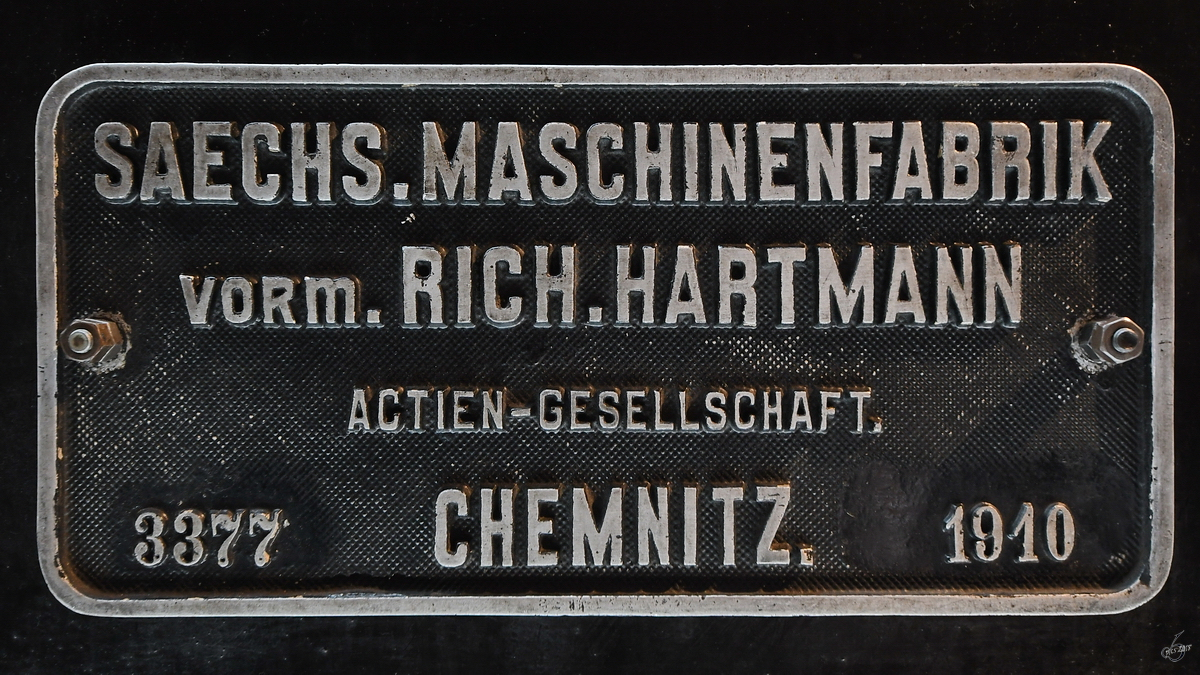 SAECHS. MASCHINENFABRIK
vorm. RICH. HARTMANN
ACTIEN-GESELLSCHAFT.
3377 CHEMNITZ. 1910